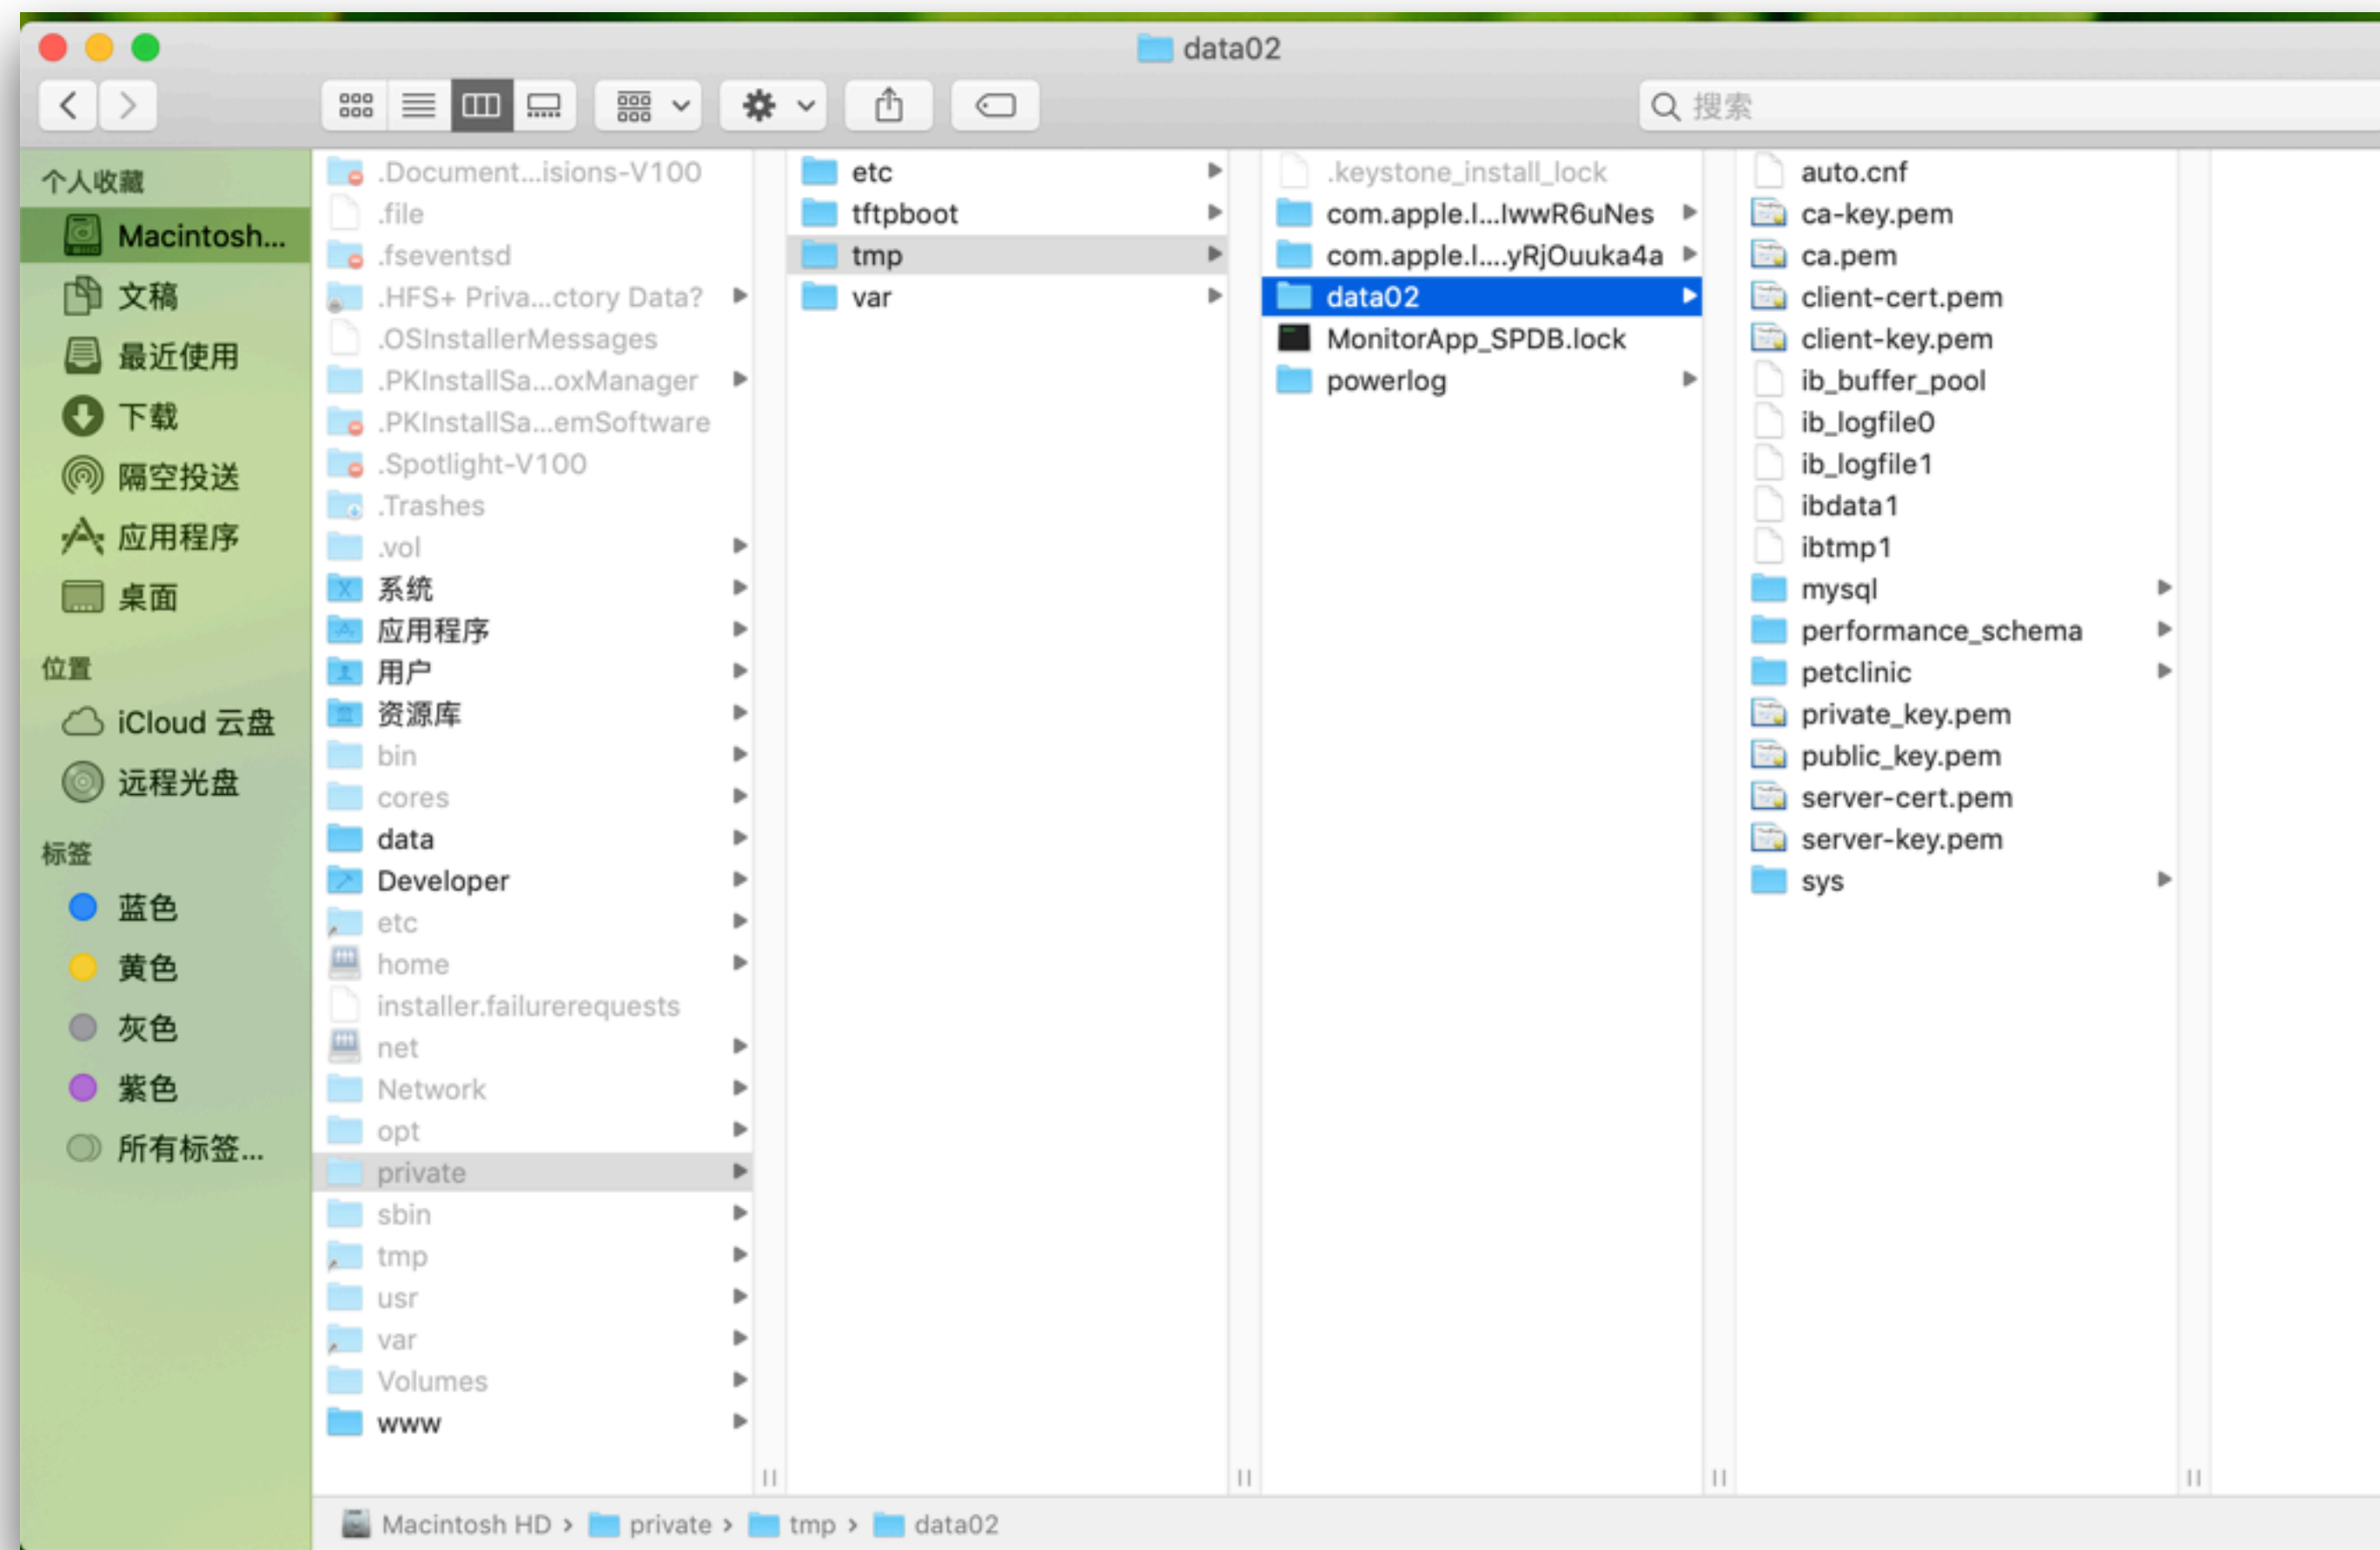 data02
搜索
个人收藏
Macintosh...
文稿
最近使用
下载
隔空投送
应用程序
桌面
位置
iCloud 云盘
远程光盘
标签
蓝色
黄色
灰色
紫色
所有标签...
.Document...isions-V100
.file
.fseventsd
.HFS+ Priva...ctory Data?
.OSInstallerMessages
.PKInstallSa...oxManager
.PKInstallSa...emSoftware
.Spotlight-V100
.Trashes
.vol
系统
应用程序
用户
资源库
bin
cores
data
Developer
etc
home
installer.failurerequests
net
Network
opt
private
sbin
tmp
usr
var
Volumes
www
etc
tftpboot
tmp
var
.keystone_install_lock
com.apple.l...lwwR6uNes
com.apple.l....yRjOuuka4a
data02
MonitorApp_SPDB.lock
powerlog
auto.cnf
ca-key.pem
ca.pem
client-cert.pem
client-key.pem
ib_buffer_pool
ib_logfile0
ib_logfile1
ibdata1
ibtmp1
mysql
performance_schema
petclinic
private_key.pem
public_key.pem
server-cert.pem
server-key.pem
sys
Macintosh HD › private › tmp › data02